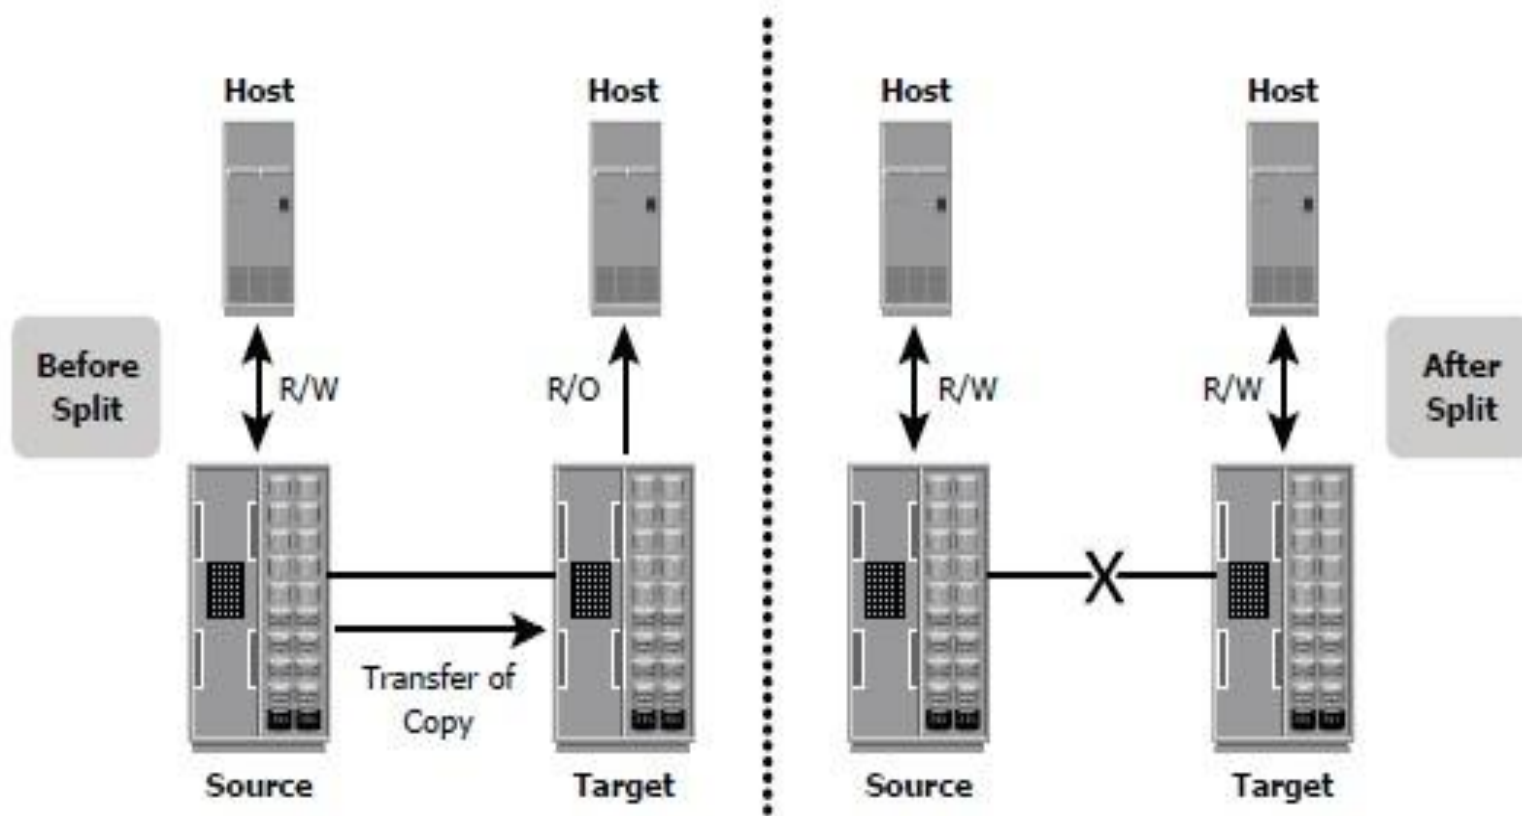 Host
Host
Host
Host
Before
Split
R/W
R/O
R/W
R/W
After
Split
Transfer of
Copy
X
Source
Target
Source
Target